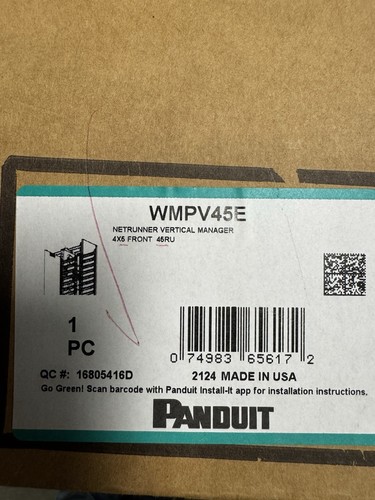 WMPV45E
NETRUNNER VERTICAL MANAGER
4X5 FRONT 45RU
1
PC
0 74983 65617 2
QC #: 16805416D
2124 MADE IN USA
Go Green! Scan barcode with Panduit Install-It app for installation instructions.
PANDUIT